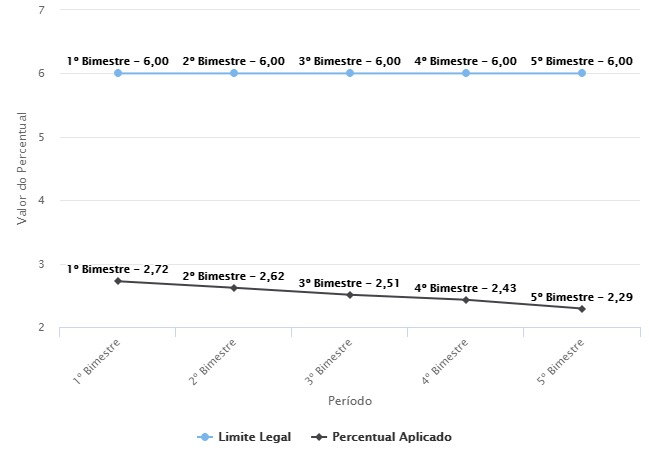 7
1º Bimestre – 6,00 2º Bimestre – 6,00 3º Bimestre – 6,00 4º Bimestre – 6,00 5º Bimestre – 6,00
6
Valor do Percentual
5
4
3
1º Bimestre – 2,72 2º Bimestre – 2,62 3º Bimestre – 2,51 4º Bimestre – 2,43 5º Bimestre – 2,29
2
1º Bimestre 2º Bimestre 3º Bimestre 4º Bimestre 5º Bimestre
Período
Limite Legal Percentual Aplicado